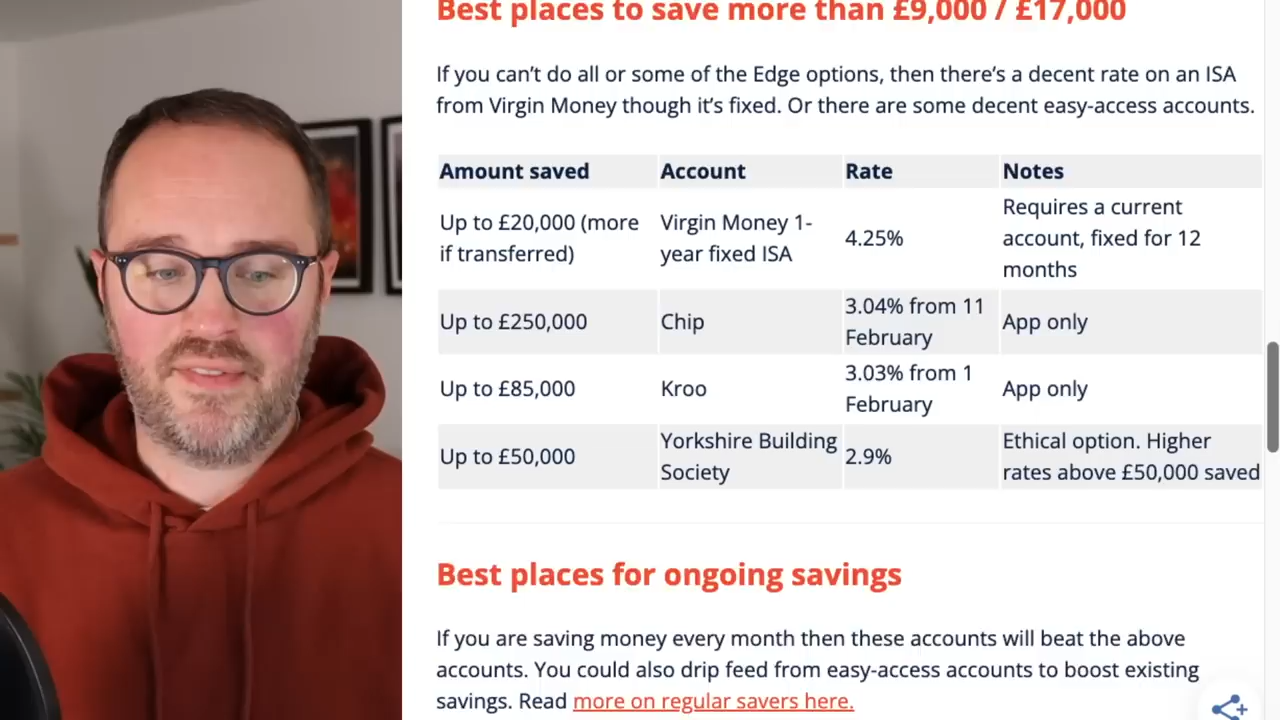 Best places to save more than £9,000 / £17,000
If you can't do all or some of the Edge options, then there's a decent rate on an ISA
from Virgin Money though it's fixed. Or there are some decent easy-access accounts.
Amount saved Account Rate Notes
Up to £20,000 (more
if transferred)
Virgin Money 1-
year fixed ISA
4.25%
Requires a current
account, fixed for 12
months
Up to £250,000
Chip
3.04% from 11
February
App only
Up to £85,000
Kroo
3.03% from 1
February
App only
Up to £50,000
Yorkshire Building
Society
2.9%
Ethical option. Higher
rates above £50,000 saved
Best places for ongoing savings
If you are saving money every month then these accounts will beat the above
accounts. You could also drip feed from easy-access accounts to boost existing
savings. Read more on regular savers here.